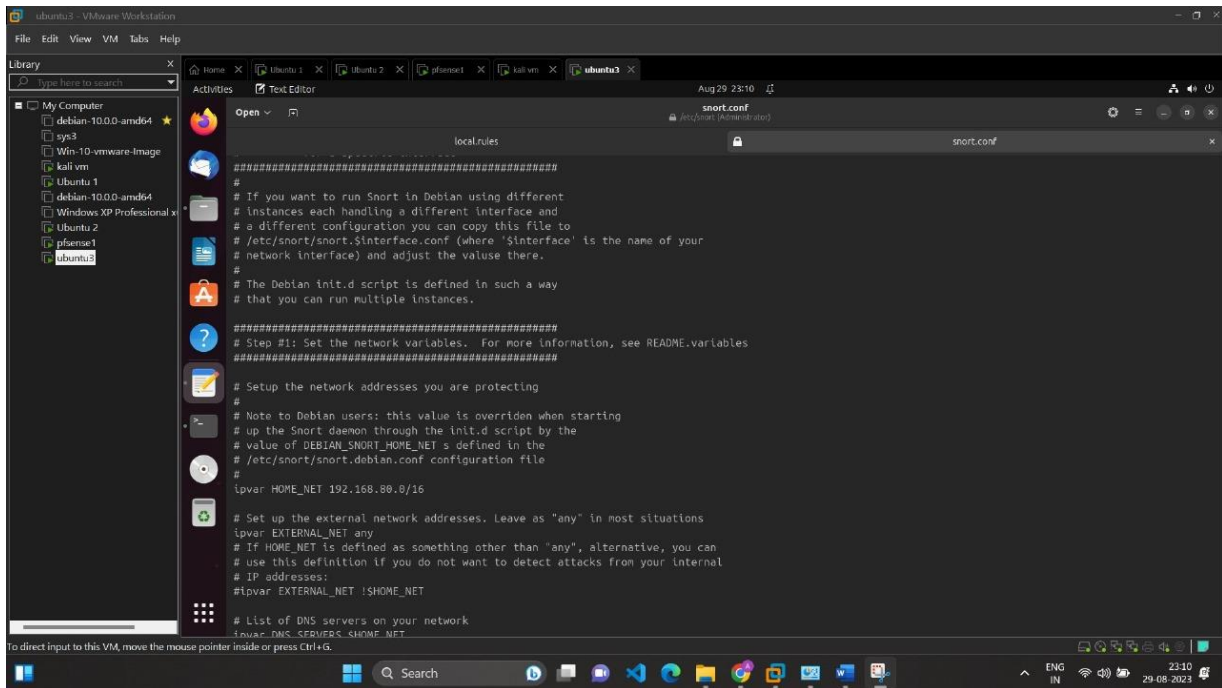 ubuntu3 - VMware Workstation
File Edit View VM Tabs Help
Library
Type here to search
My Computer
debian-10.0.0-amd64
sys3
Win-10-vmware-Image
kali vm
Ubuntu 1
debian-10.0.0-amd64
Windows XP Professional x
Ubuntu 2
pfsense1
ubuntu3
Home
Ubuntu 1
Ubuntu 2
pfsense1
kali vm
ubuntu3
Activities
Text Editor
Aug 29 23:10
Open
snort.conf
/etc/snort (Administrator)
local.rules
snort.conf
###################################################
#
# If you want to run Snort in Debian using different
# instances each handling a different interface and
# a different configuration you can copy this file to
# /etc/snort/snort.$interface.conf (where '$interface' is the name of your
# network interface) and adjust the valuse there.
#
# The Debian init.d script is defined in such a way
# that you can run multiple instances.
###################################################
# Step #1: Set the network variables.  For more information, see README.variables
###################################################
# Setup the network addresses you are protecting
#
# Note to Debian users: this value is overriden when starting
# up the Snort daemon through the init.d script by the
# value of DEBIAN_SNORT_HOME_NET s defined in the
# /etc/snort/snort.debian.conf configuration file
#
ipvar HOME_NET 192.168.80.0/16
# Set up the external network addresses. Leave as "any" in most situations
ipvar EXTERNAL_NET any
# If HOME_NET is defined as something other than "any", alternative, you can
# use this definition if you do not want to detect attacks from your internal
# IP addresses:
#ipvar EXTERNAL_NET !$HOME_NET
# List of DNS servers on your network
ipvar DNS_SERVERS $HOME_NET
To direct input to this VM, move the mouse pointer inside or press Ctrl+G.
Search
ENG
IN
23:10
29-08-2023